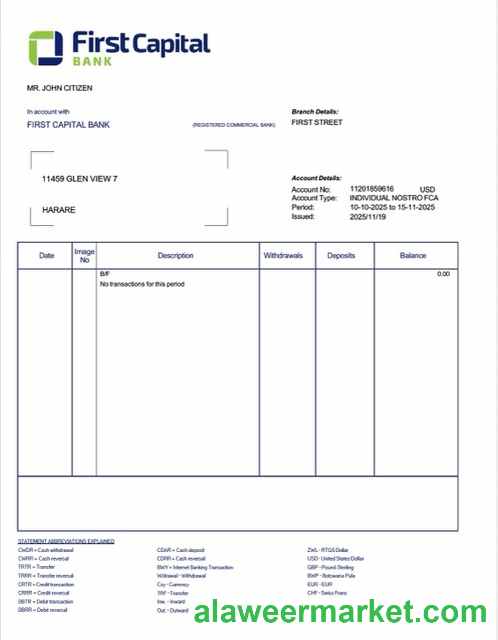 First Capital
BANK
MR. JOHN CITIZEN
In account with
FIRST CAPITAL BANK
(REGISTERED COMMERCIAL BANK)
Branch Details:
FIRST STREET
11459 GLEN VIEW 7
HARARE
Account Details:
Account No: 11201859616 USD
Account Type: INDIVIDUAL NOSTRO FCA
Period: 10-10-2025 to 15-11-2025
Issued: 2025/11/19
Date Image No Description Withdrawals Deposits Balance
B/F 0.00
No transactions for this period
STATEMENT ABBREVIATIONS EXPLAINED
CWDR = Cash withdrawal
CWRR = Cash reversal
TRTR = Transfer
TRRR = Transfer reversal
CRTR = Credit transaction
CRRR = Credit reversal
DBTR = Debit transaction
DBRR = Debit reversal
CDAR = Cash deposit
CDRR = Cash reversal
BWY = Internet Banking Transaction
Wdrawal - Withdrawal
Ccy - Currency
TRF - Transfer
Inw. - Inward
Out - Outward
ZWL - RTGS Dollar
USD - United States Dollar
GBP - Pound Sterling
BWP - Botswana Pula
EUR - EUR
CHF - Swiss Franc
alaweermarket.com